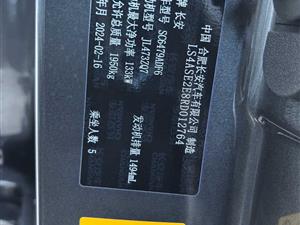 中国 合肥长安汽车有限公司 制造
LS4ASE2E8RD012764
牌 长安
型号 SC6479ADF6
机型号 JL473ZQ7
机最大净功率 133kW
允许总质量 1950kg
年月 2024-02-16
发动机排量 1494mL
乘坐人数 5